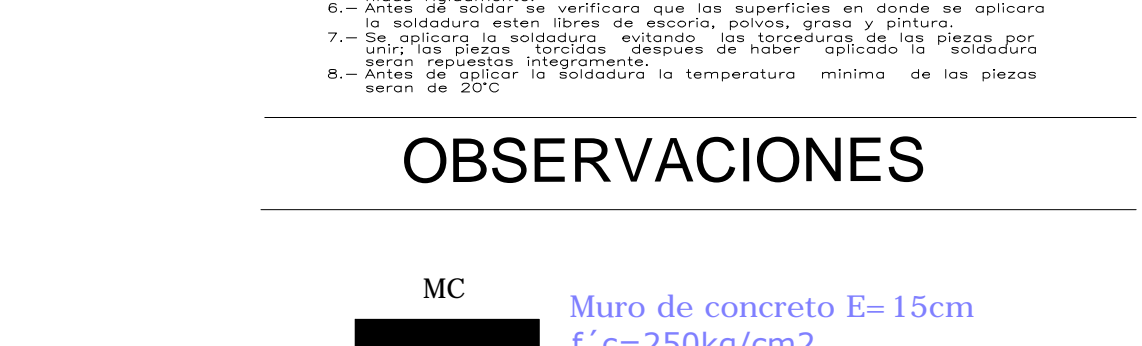 6.- Antes de soldar se verificara que las superficies en donde se aplicara
la soldadura esten libres de escoria, polvos, grasa y pintura.
7.- Se aplicara la soldadura evitando las torceduras de las piezas por
unir; las piezas torcidas despues de haber aplicado la soldadura
seran repuestas integramente.
8.- Antes de aplicar la soldadura la temperatura minima de las piezas
seran de 20°C
OBSERVACIONES
MC
Muro de concreto E=15cm
f´c=250kg/cm2